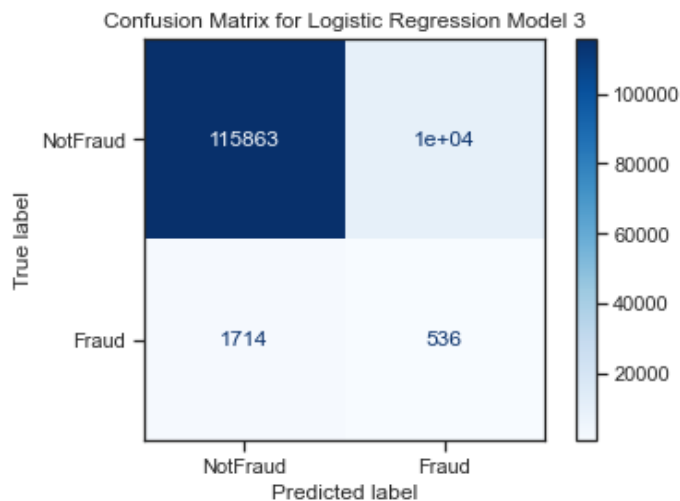 Confusion Matrix for Logistic Regression Model 3
NotFraud
115863
1e+04
Fraud
1714
536
True label
NotFraud
Fraud
Predicted label
100000
80000
60000
40000
20000